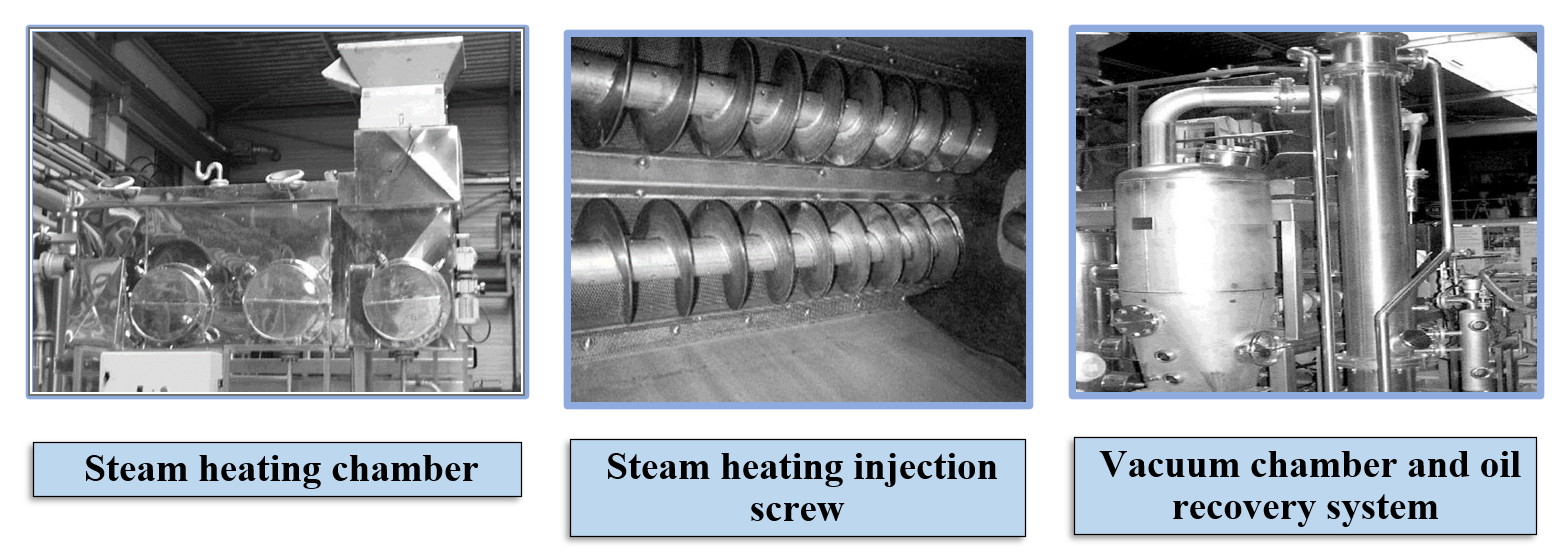 Steam heating chamber
Steam heating injection
screw
Vacuum chamber and oil
recovery system